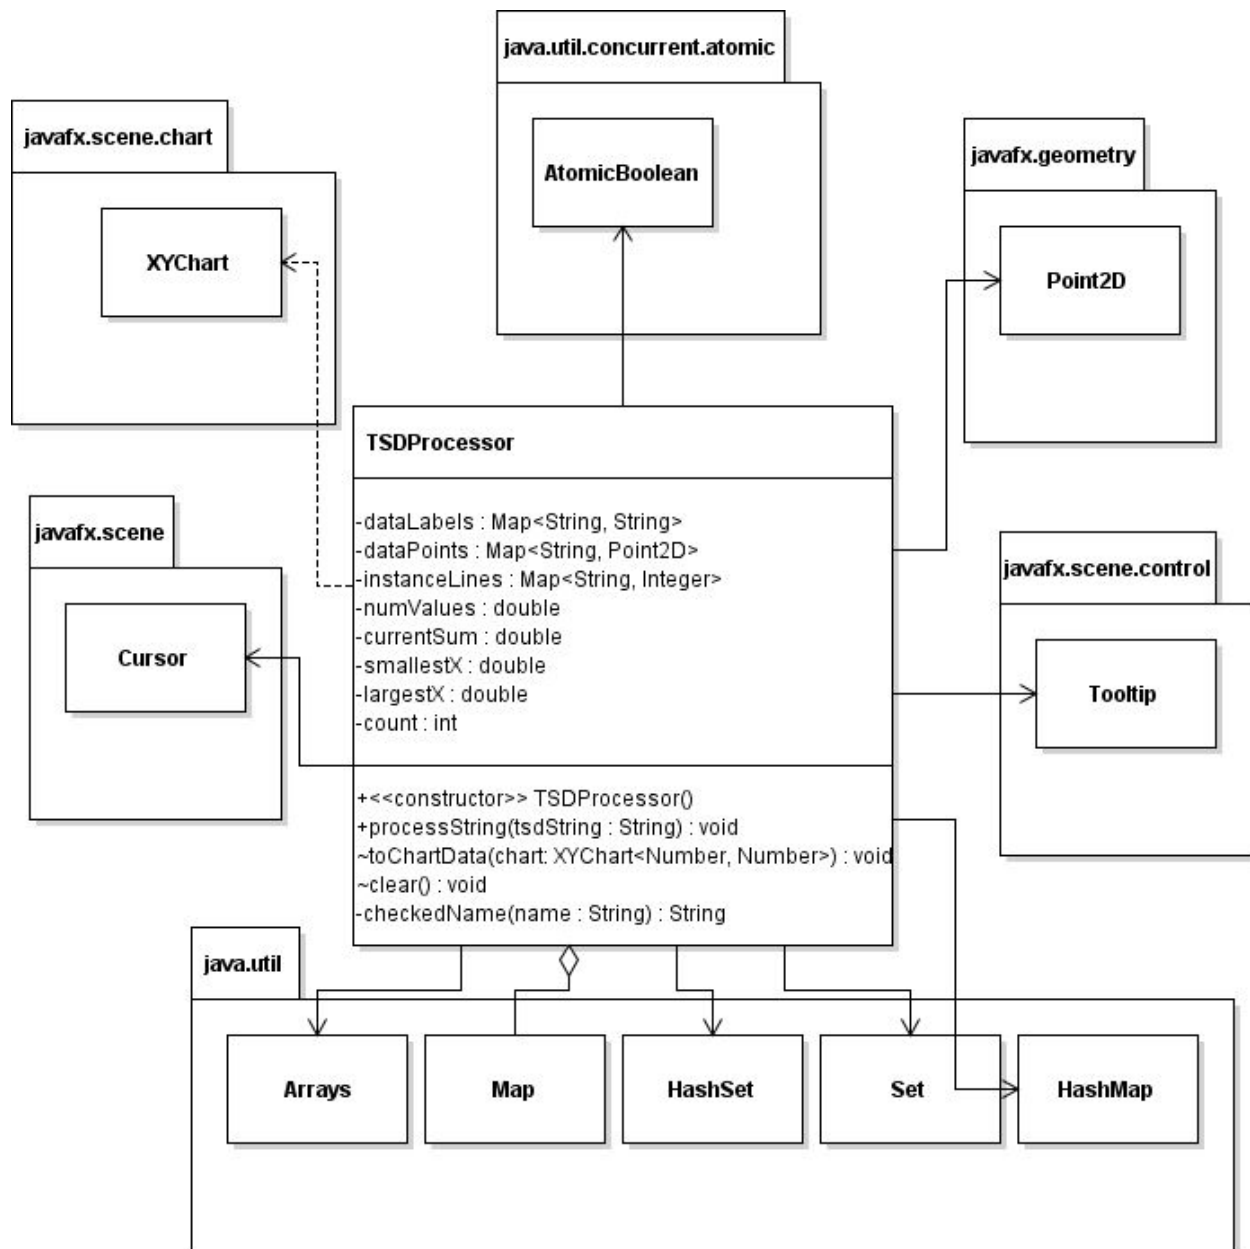 java.util.concurrent.atomic
AtomicBoolean
javafx.scene.chart
XYChart
javafx.geometry
Point2D
TSDProcessor
-dataLabels : Map<String, String>
-dataPoints : Map<String, Point2D>
-instanceLines : Map<String, Integer>
-numValues : double
-currentSum : double
-smallestX : double
-largestX : double
-count : int
+<<constructor>> TSDProcessor()
+processString(tsdString : String) : void
~toChartData(chart: XYChart<Number, Number>) : void
~clear() : void
-checkedName(name : String) : String
javafx.scene
Cursor
javafx.scene.control
Tooltip
java.util
Arrays
Map
HashSet
Set
HashMap